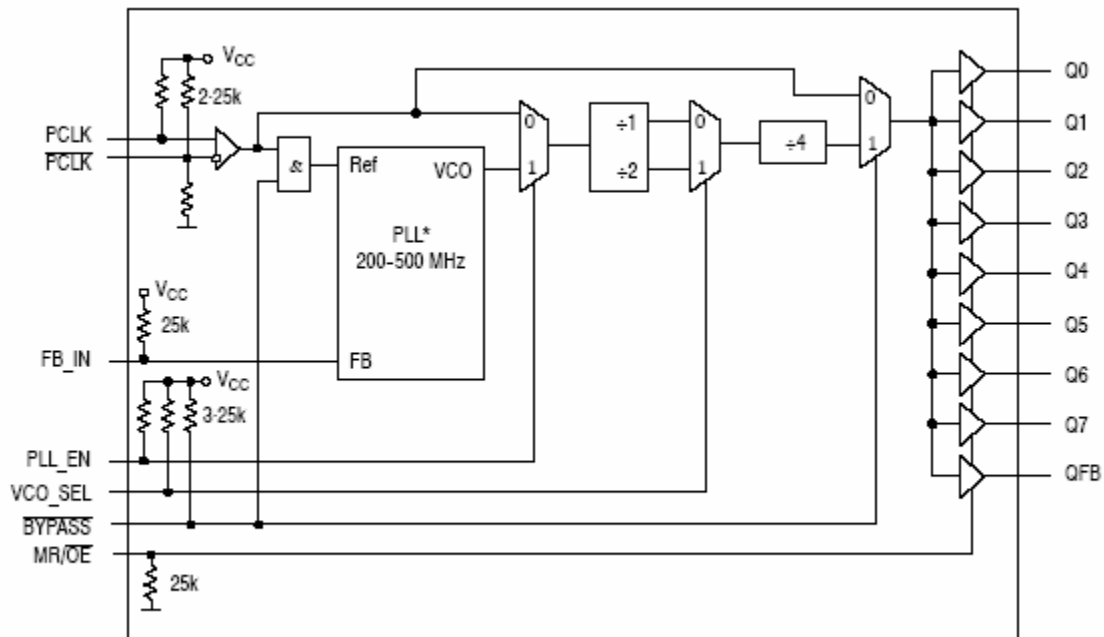 VCC
2-25k
PCLK
PCLK
&
Ref
VCO
PLL*
200-500 MHz
FB
0
1
÷1
÷2
0
1
÷4
0
1
VCC
25k
FB_IN
VCC
3-25k
PLL_EN
VCO_SEL
BYPASS
MR/OE
25k
Q0
Q1
Q2
Q3
Q4
Q5
Q6
Q7
QFB